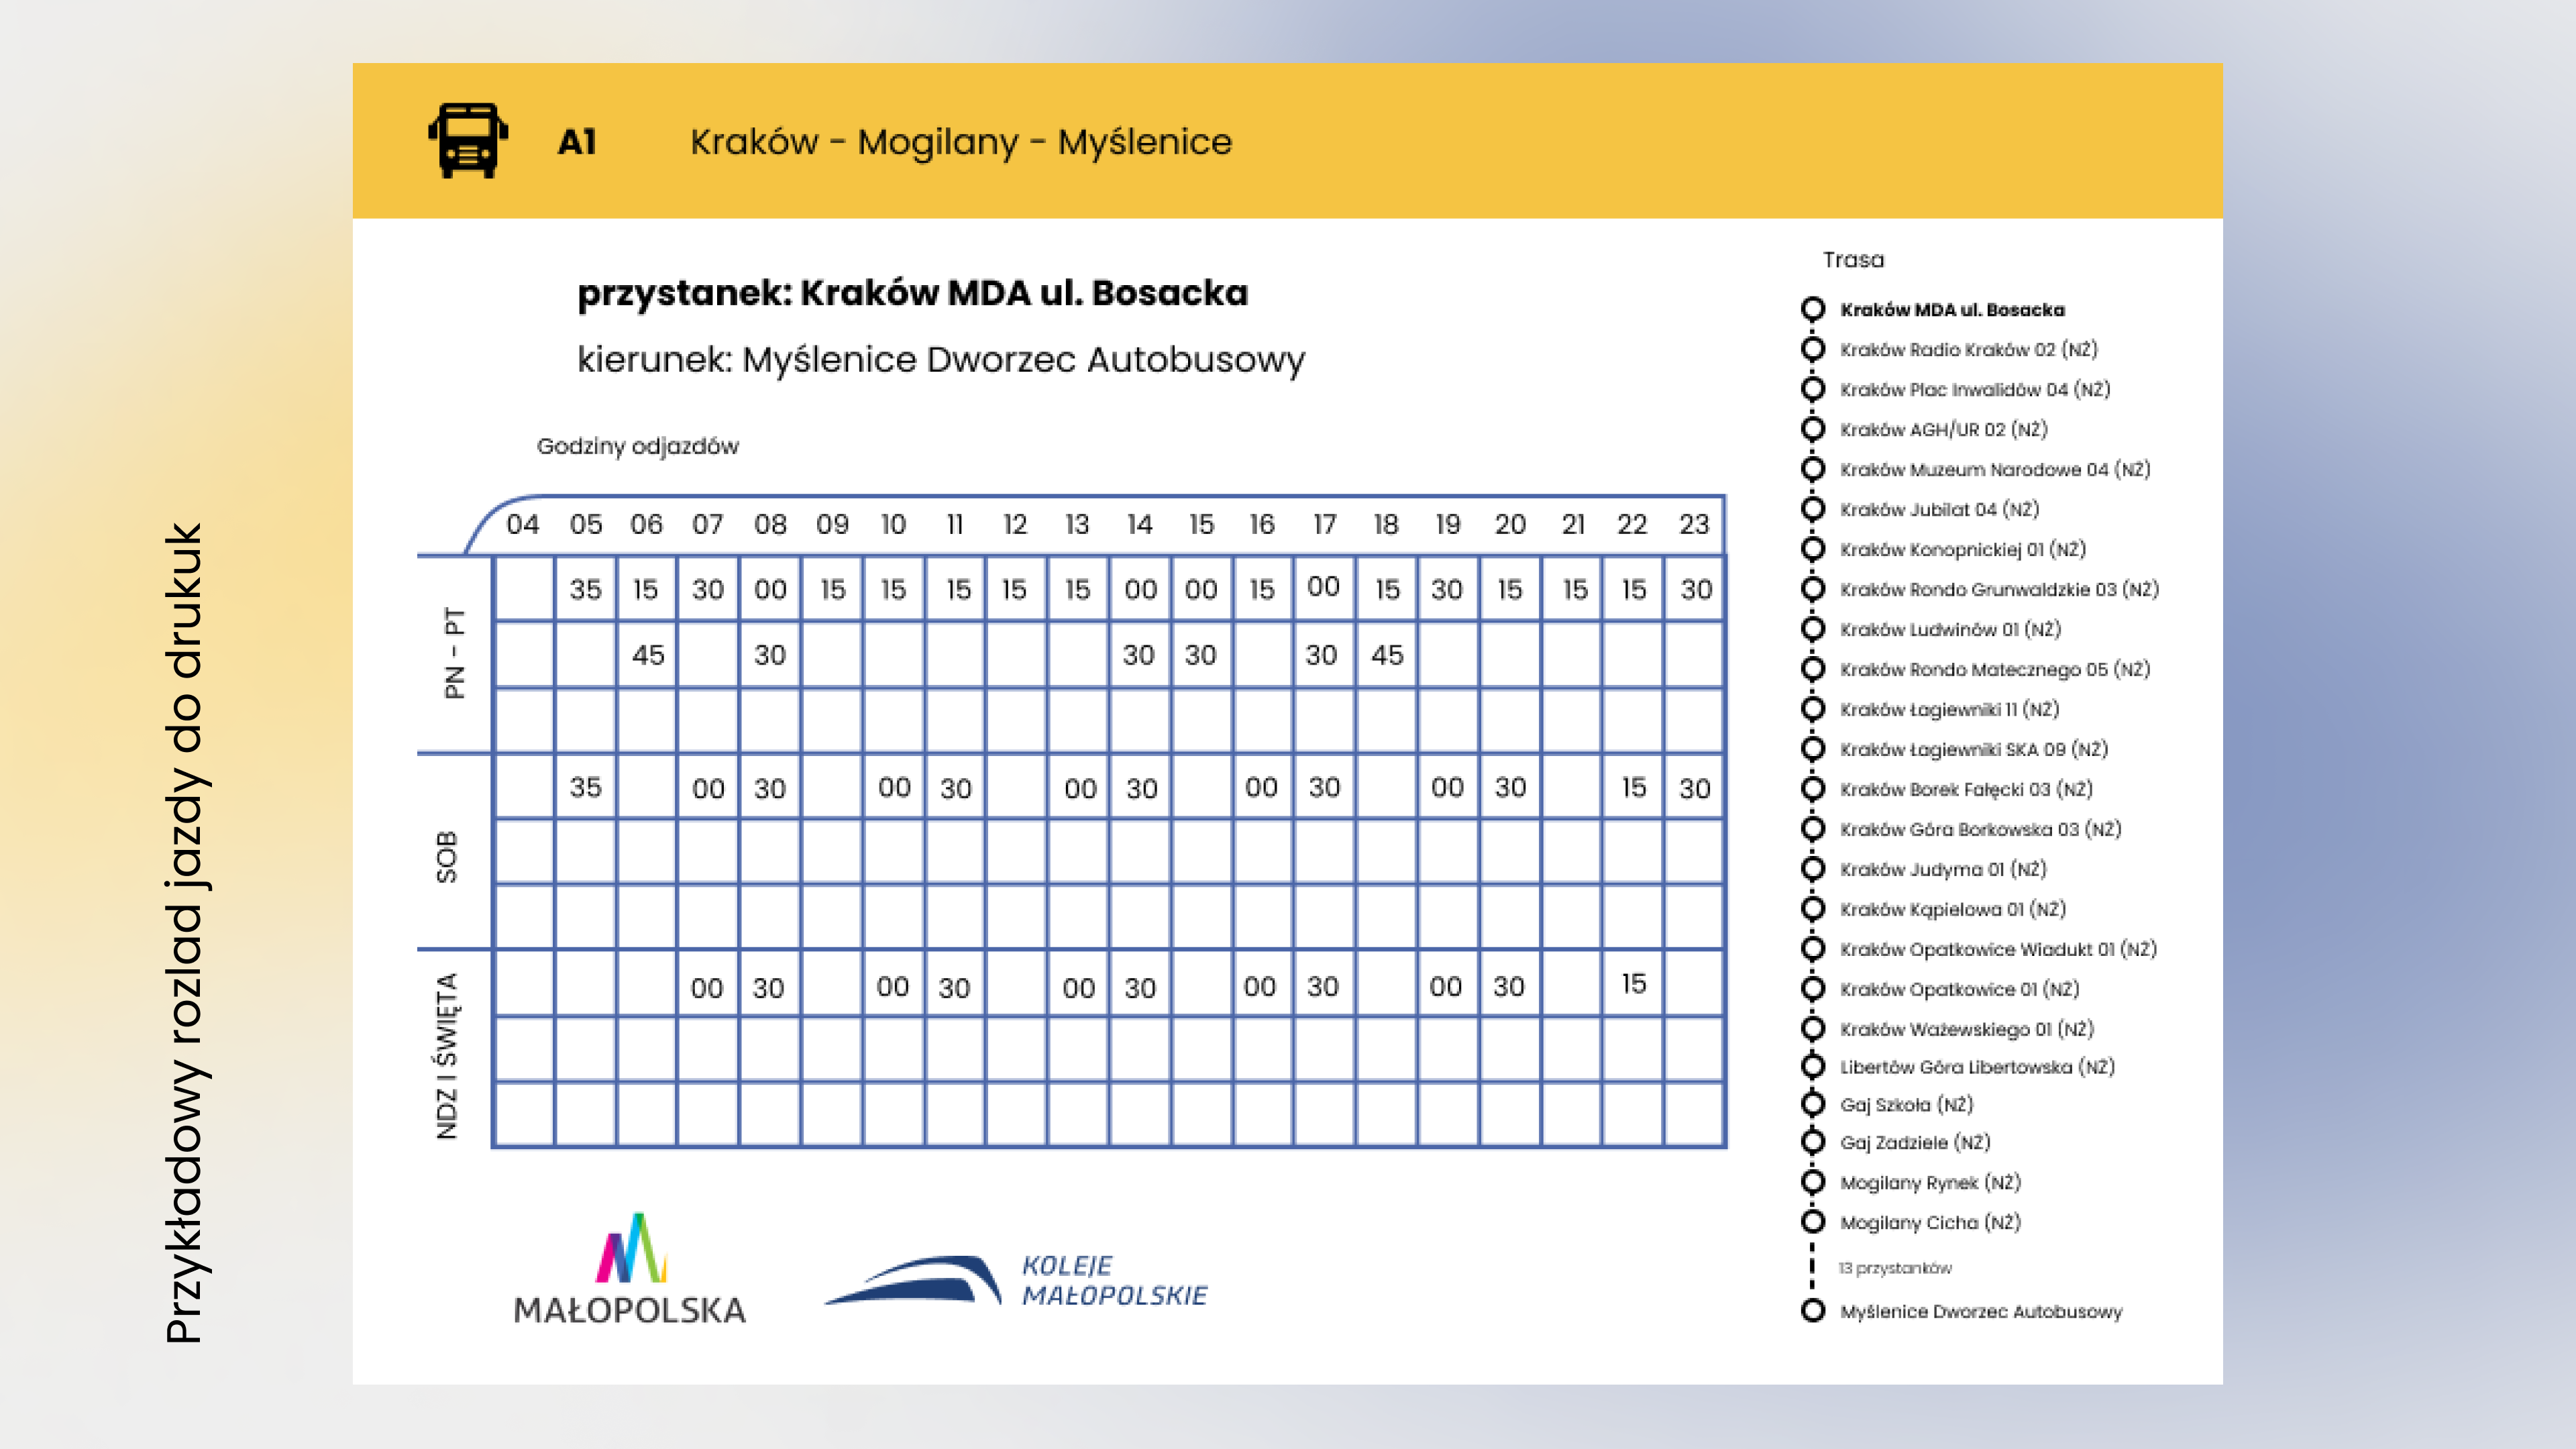 Przykładowy rozlad jazdy do drukuk
A1 Kraków - Mogilany - Myślenice
przystanek: Kraków MDA ul. Bosacka
kierunek: Myślenice Dworzec Autobusowy
Godziny odjazdów
04 05 06 07 08 09 10 11 12 13 14 15 16 17 18 19 20 21 22 23
PN - PT
35 15 30 00 15 15 15 15 15 00 00 15 00 15 30 15 15 15 30
45 30 30 30 30 45
SOB
35 00 30 00 30 00 30 00 30 00 30 15 30
NDZ I ŚWIĘTA
00 30 00 30 00 30 00 30 00 30 15
MAŁOPOLSKA
KOLEJE
MAŁOPOLSKIE
Trasa
Kraków MDA ul. Bosacka
Kraków Radio Kraków 02 (NŻ)
Kraków Plac Inwalidów 04 (NŻ)
Kraków AGH/UR 02 (NŻ)
Kraków Muzeum Narodowe 04 (NŻ)
Kraków Jubilat 04 (NŻ)
Kraków Konopnickiej 01 (NŻ)
Kraków Rondo Grunwaldzkie 03 (NŻ)
Kraków Ludwinów 01 (NŻ)
Kraków Rondo Matecznego 05 (NŻ)
Kraków Łagiewniki 11 (NŻ)
Kraków Łagiewniki SKA 09 (NŻ)
Kraków Borek Fałęcki 03 (NŻ)
Kraków Góra Borkowska 03 (NŻ)
Kraków Judyma 01 (NŻ)
Kraków Kąpielowa 01 (NŻ)
Kraków Opatkowice Wiadukt 01 (NŻ)
Kraków Opatkowice 01 (NŻ)
Kraków Ważewskiego 01 (NŻ)
Libertów Góra Libertowska (NŻ)
Gaj Szkoła (NŻ)
Gaj Zadziele (NŻ)
Mogilany Rynek (NŻ)
Mogilany Cicha (NŻ)
13 przystanków
Myślenice Dworzec Autobusowy